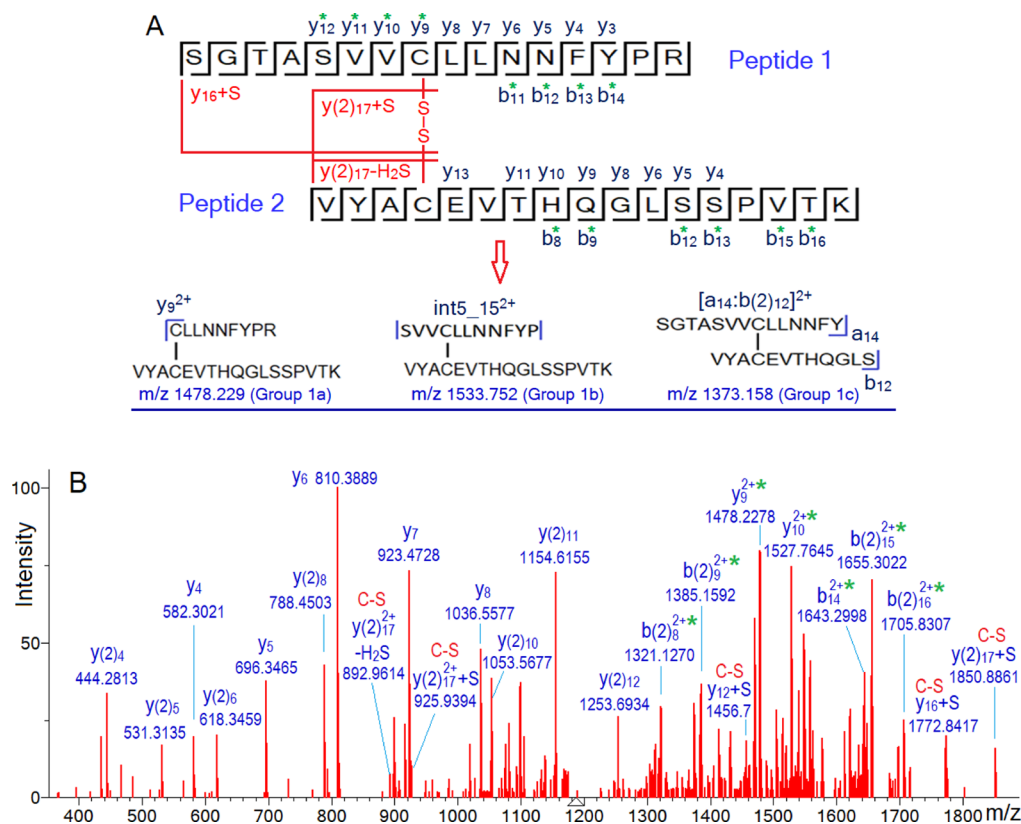 A
y12* y11* y10* y9* y8 y7 y6 y5 y4 y3
S G T A S V V C L L N N F Y P R
Peptide 1
b11* b12* b13* b14*
y16+S
y(2)17+S
S
S
y(2)17-H2S
y13 y11 y10 y9 y8 y6 y5 y4
Peptide 2
V Y A C E V T H Q G L S S P V T K
b8* b9* b12* b13* b15* b16*
y9 2+
CLLNNFYPR
VYACEVTHQGLSSPVTK
m/z 1478.229 (Group 1a)
int5_15 2+
SVVCLLNNFYP
VYACEVTHQGLSSPVTK
m/z 1533.752 (Group 1b)
[a14:b(2)12]2+
SGTASVVCLLNNFY
a14
VYACEVTHQGLS
b12
m/z 1373.158 (Group 1c)
B
Intensity
100
50
0
y(2)4
444.2813
y(2)5
531.3135
y4
582.3021
y(2)6
618.3459
y5
696.3465
y(2)8
788.4503
y6 810.3889
C-S
y(2)17 2+
-H2S
892.9614
y7
923.4728
C-S
y(2)17 2+ +S
925.9394
y8
1036.5577
y(2)10
1053.5677
y(2)11
1154.6155
y(2)12
1253.6934
b(2)8 2+*
1321.1270
b(2)9 2+*
1385.1592
C-S
y12+S
1456.7
y9 2+*
1478.2278
y10 2+*
1527.7645
b14 2+*
1643.2998
b(2)15 2+*
1655.3022
b(2)16 2+*
1705.8307
C-S
y16+S
1772.8417
C-S
y(2)17+S
1850.8861
400 500 600 700 800 900 1000 1100 1200 1300 1400 1500 1600 1700 1800 m/z